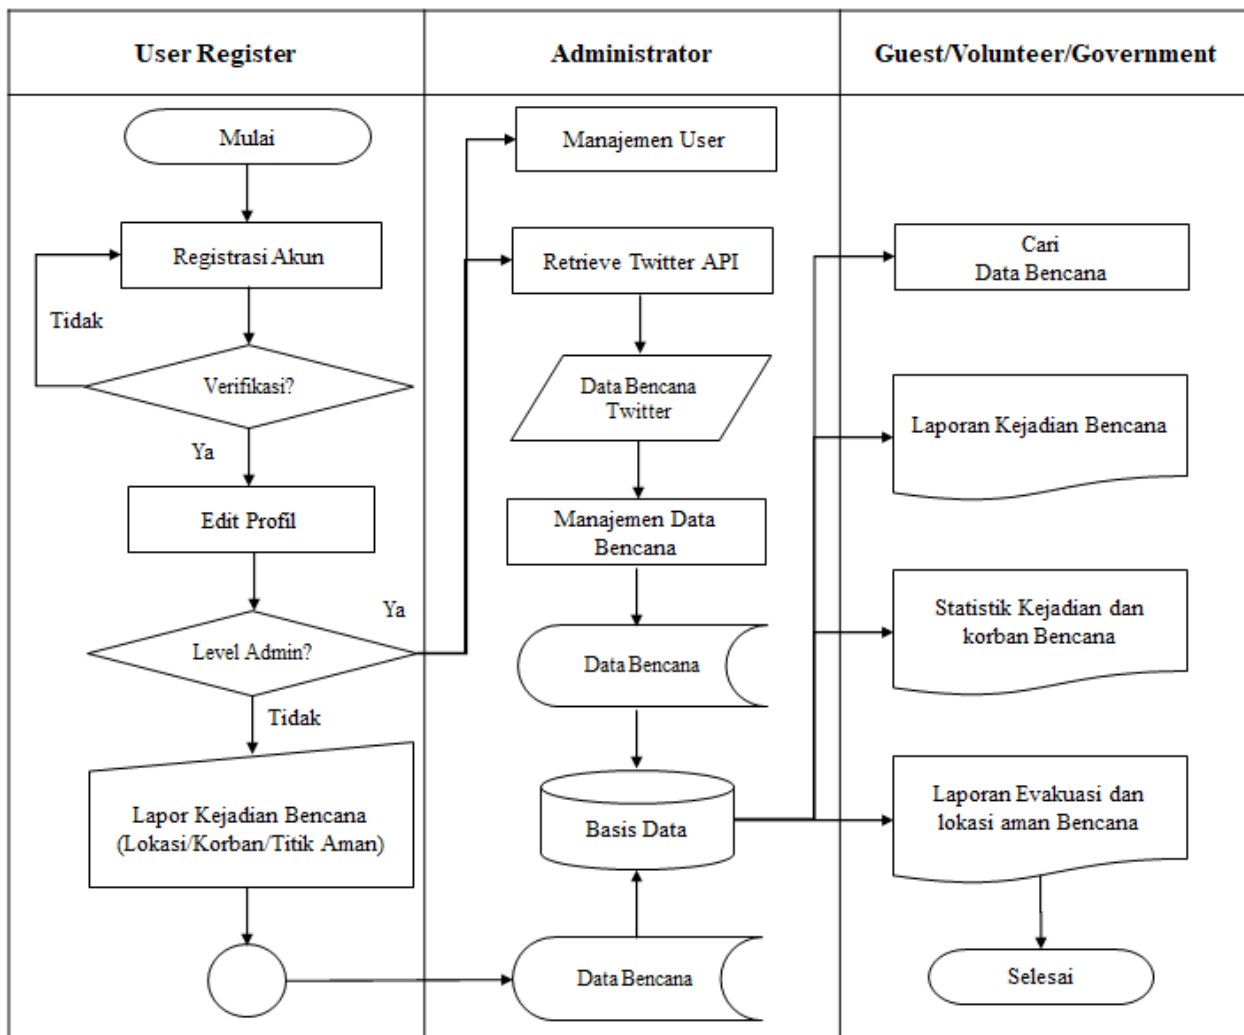 User Register
Administrator
Guest/Volunteer/Government
Mulai
Registrasi Akun
Tidak
Verifikasi?
Ya
Edit Profil
Ya
Level Admin?
Tidak
Lapor Kejadian Bencana
(Lokasi/Korban/Titik Aman)
Manajemen User
Retrieve Twitter API
Data Bencana
Twitter
Manajemen Data
Bencana
Data Bencana
Basis Data
Data Bencana
Cari
Data Bencana
Laporan Kejadian Bencana
Statistik Kejadian dan
korban Bencana
Laporan Evakuasi dan
lokasi aman Bencana
Selesai